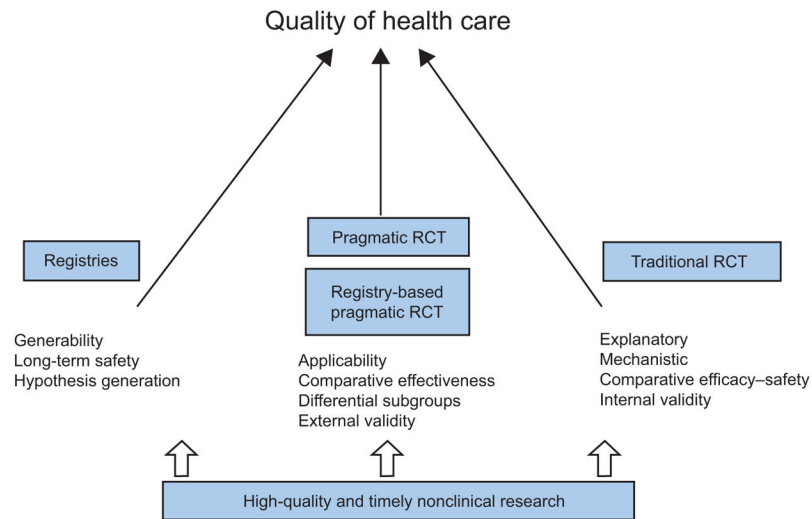 Quality of health care
Registries
Generability
Long-term safety
Hypothesis generation
Pragmatic RCT
Registry-based
pragmatic RCT
Applicability
Comparative effectiveness
Differential subgroups
External validity
Traditional RCT
Explanatory
Mechanistic
Comparative efficacy–safety
Internal validity
High-quality and timely nonclinical research